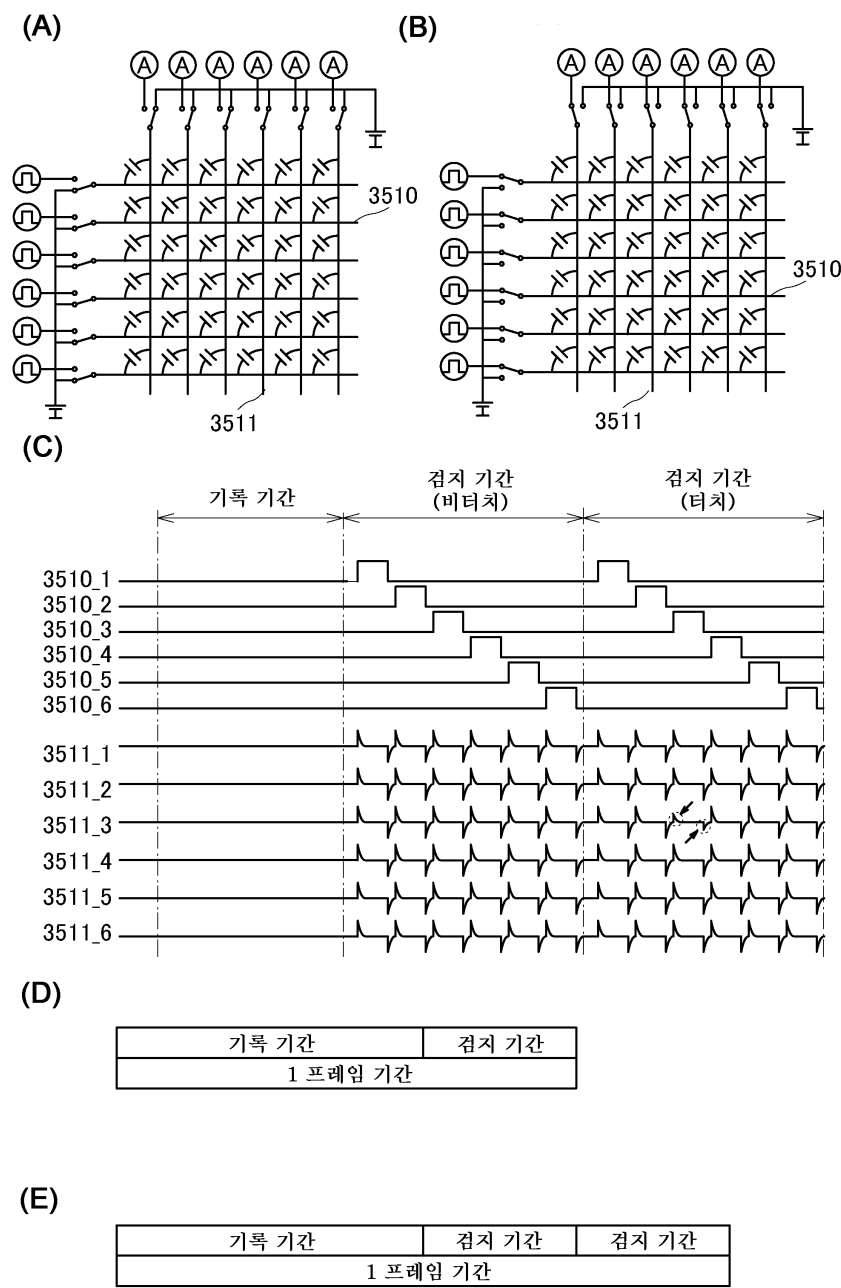 (A)
(B)
A A A A A A
A A A A A A
3510
3510
3511
3511
(C)
기록 기간
검지 기간
(비터치)
검지 기간
(터치)
3510_1
3510_2
3510_3
3510_4
3510_5
3510_6
3511_1
3511_2
3511_3
3511_4
3511_5
3511_6
(D)
기록 기간 검지 기간
1 프레임 기간
(E)
기록 기간 검지 기간 검지 기간
1 프레임 기간